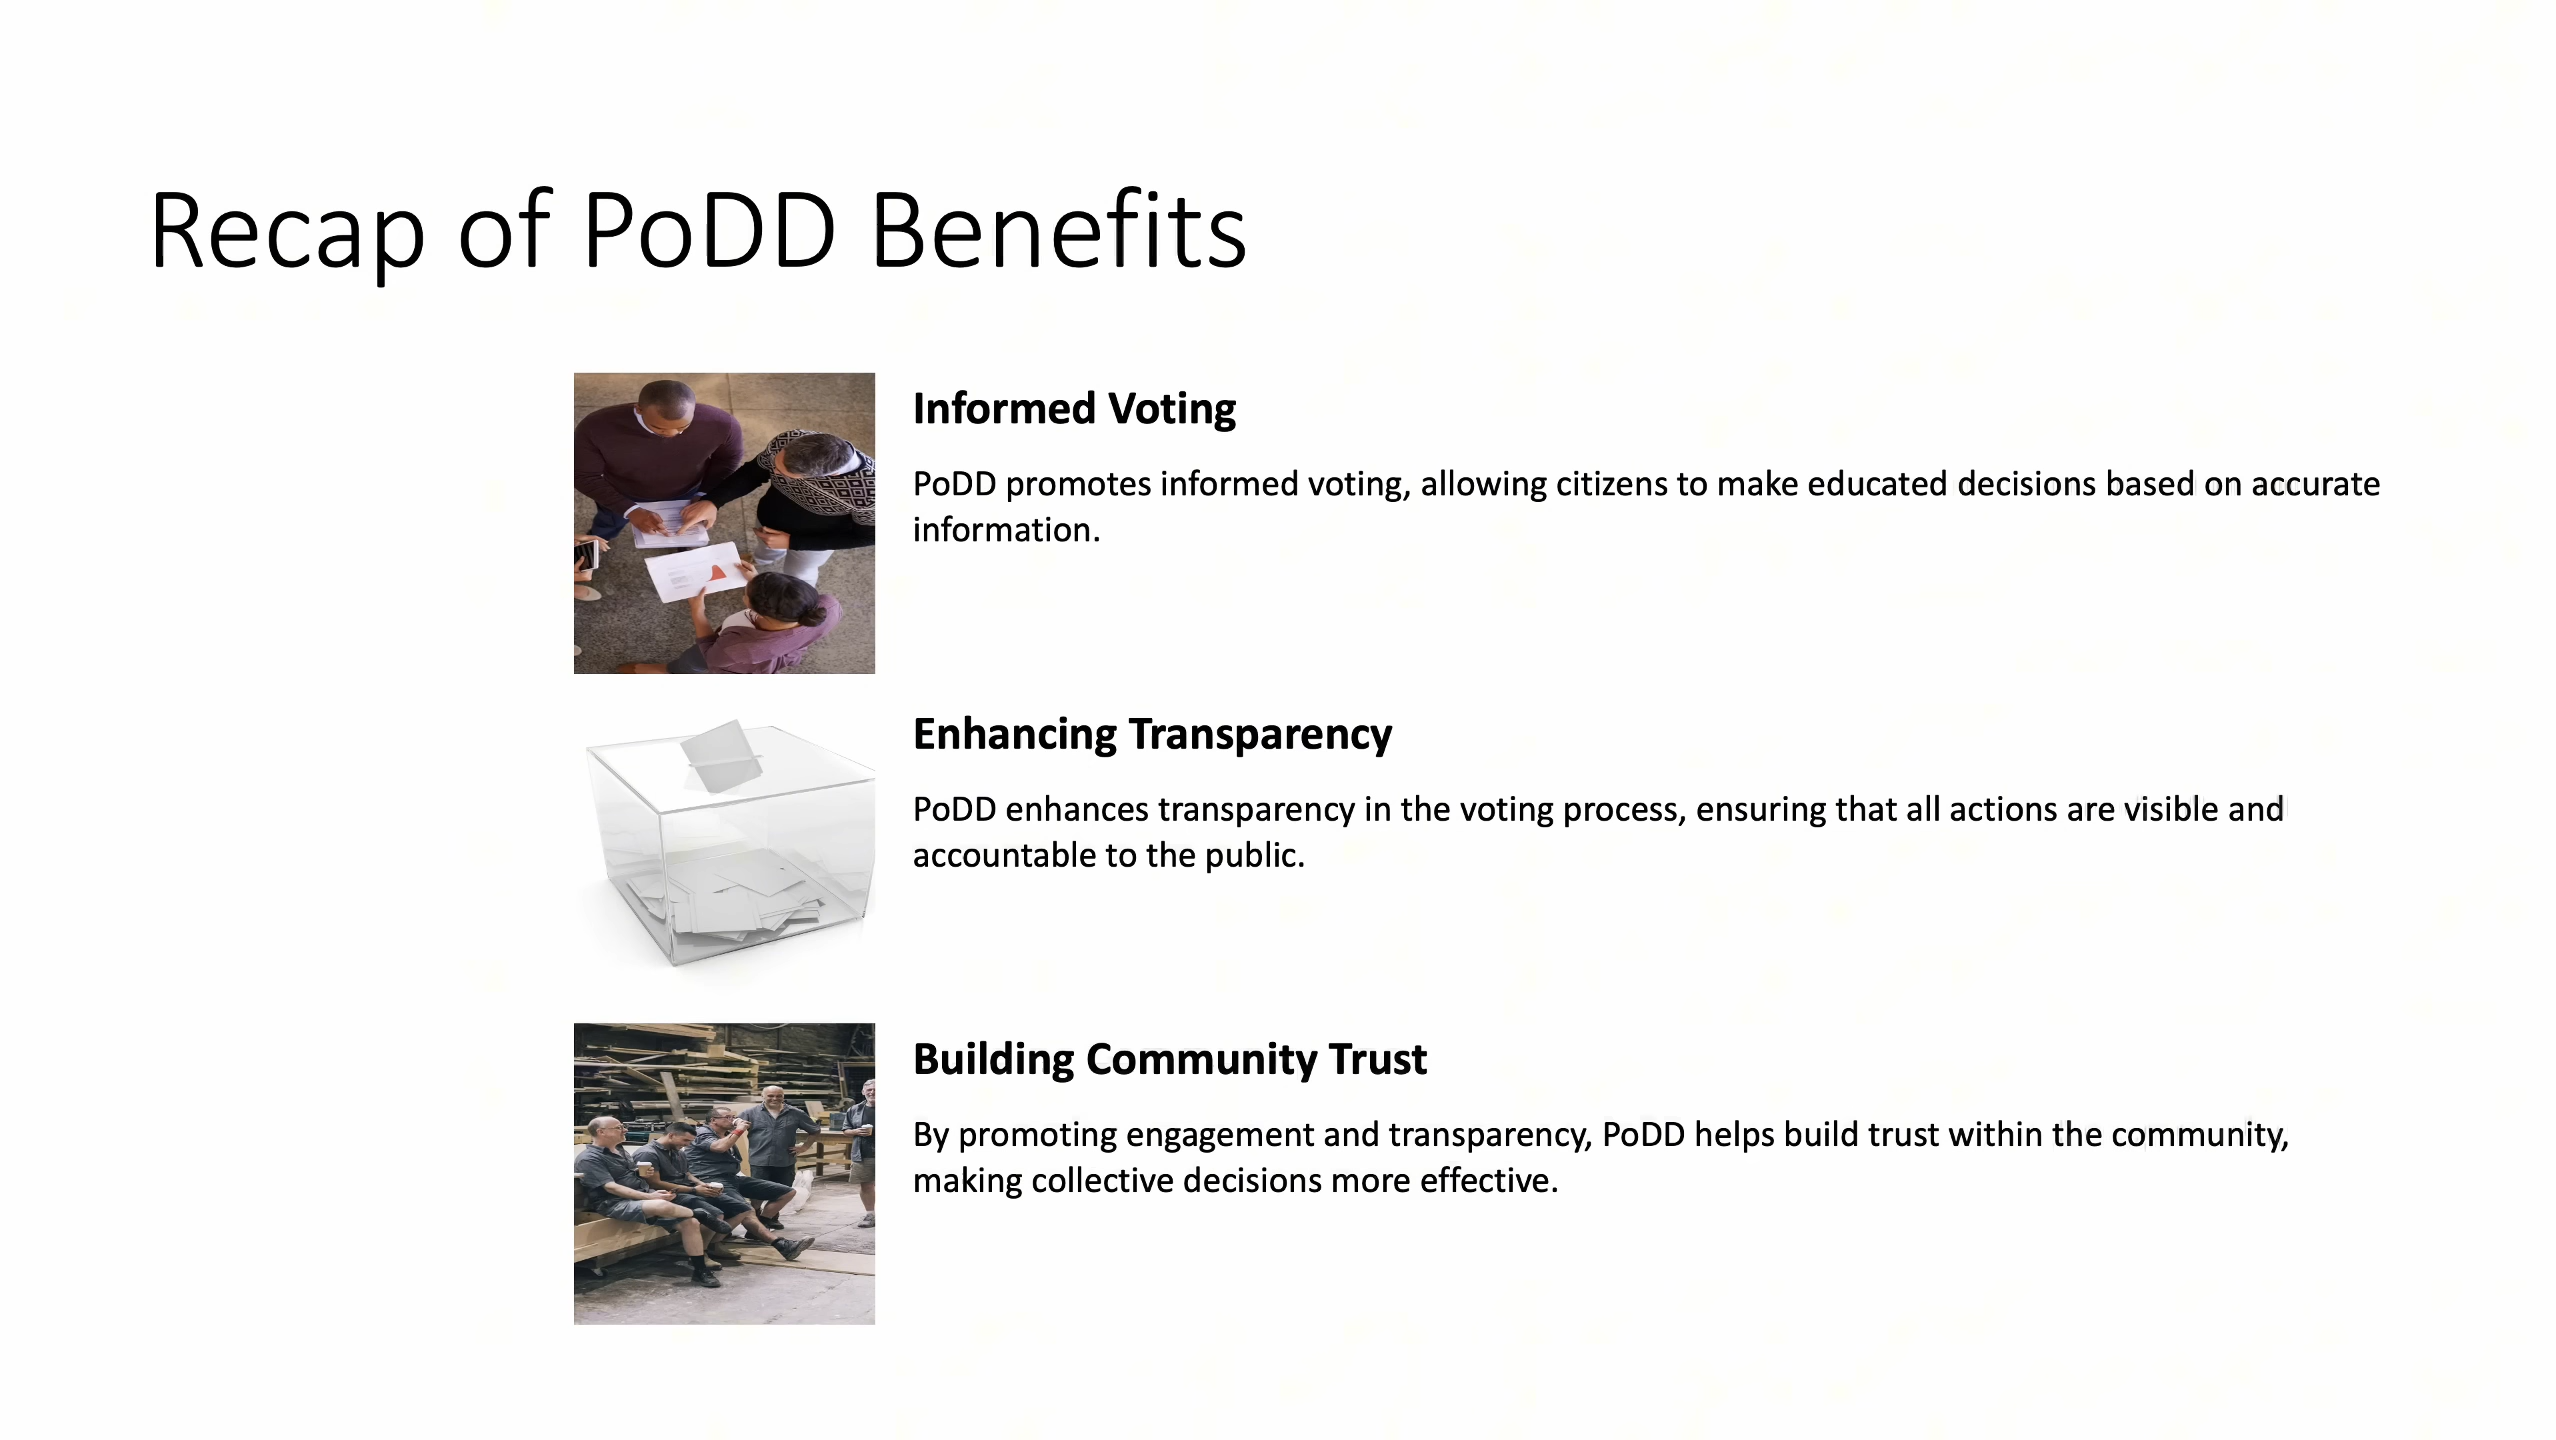 Recap of PoDD Benefits
Informed Voting
PoDD promotes informed voting, allowing citizens to make educated decisions based on accurate
information.
Enhancing Transparency
PoDD enhances transparency in the voting process, ensuring that all actions are visible and
accountable to the public.
Building Community Trust
By promoting engagement and transparency, PoDD helps build trust within the community,
making collective decisions more effective.